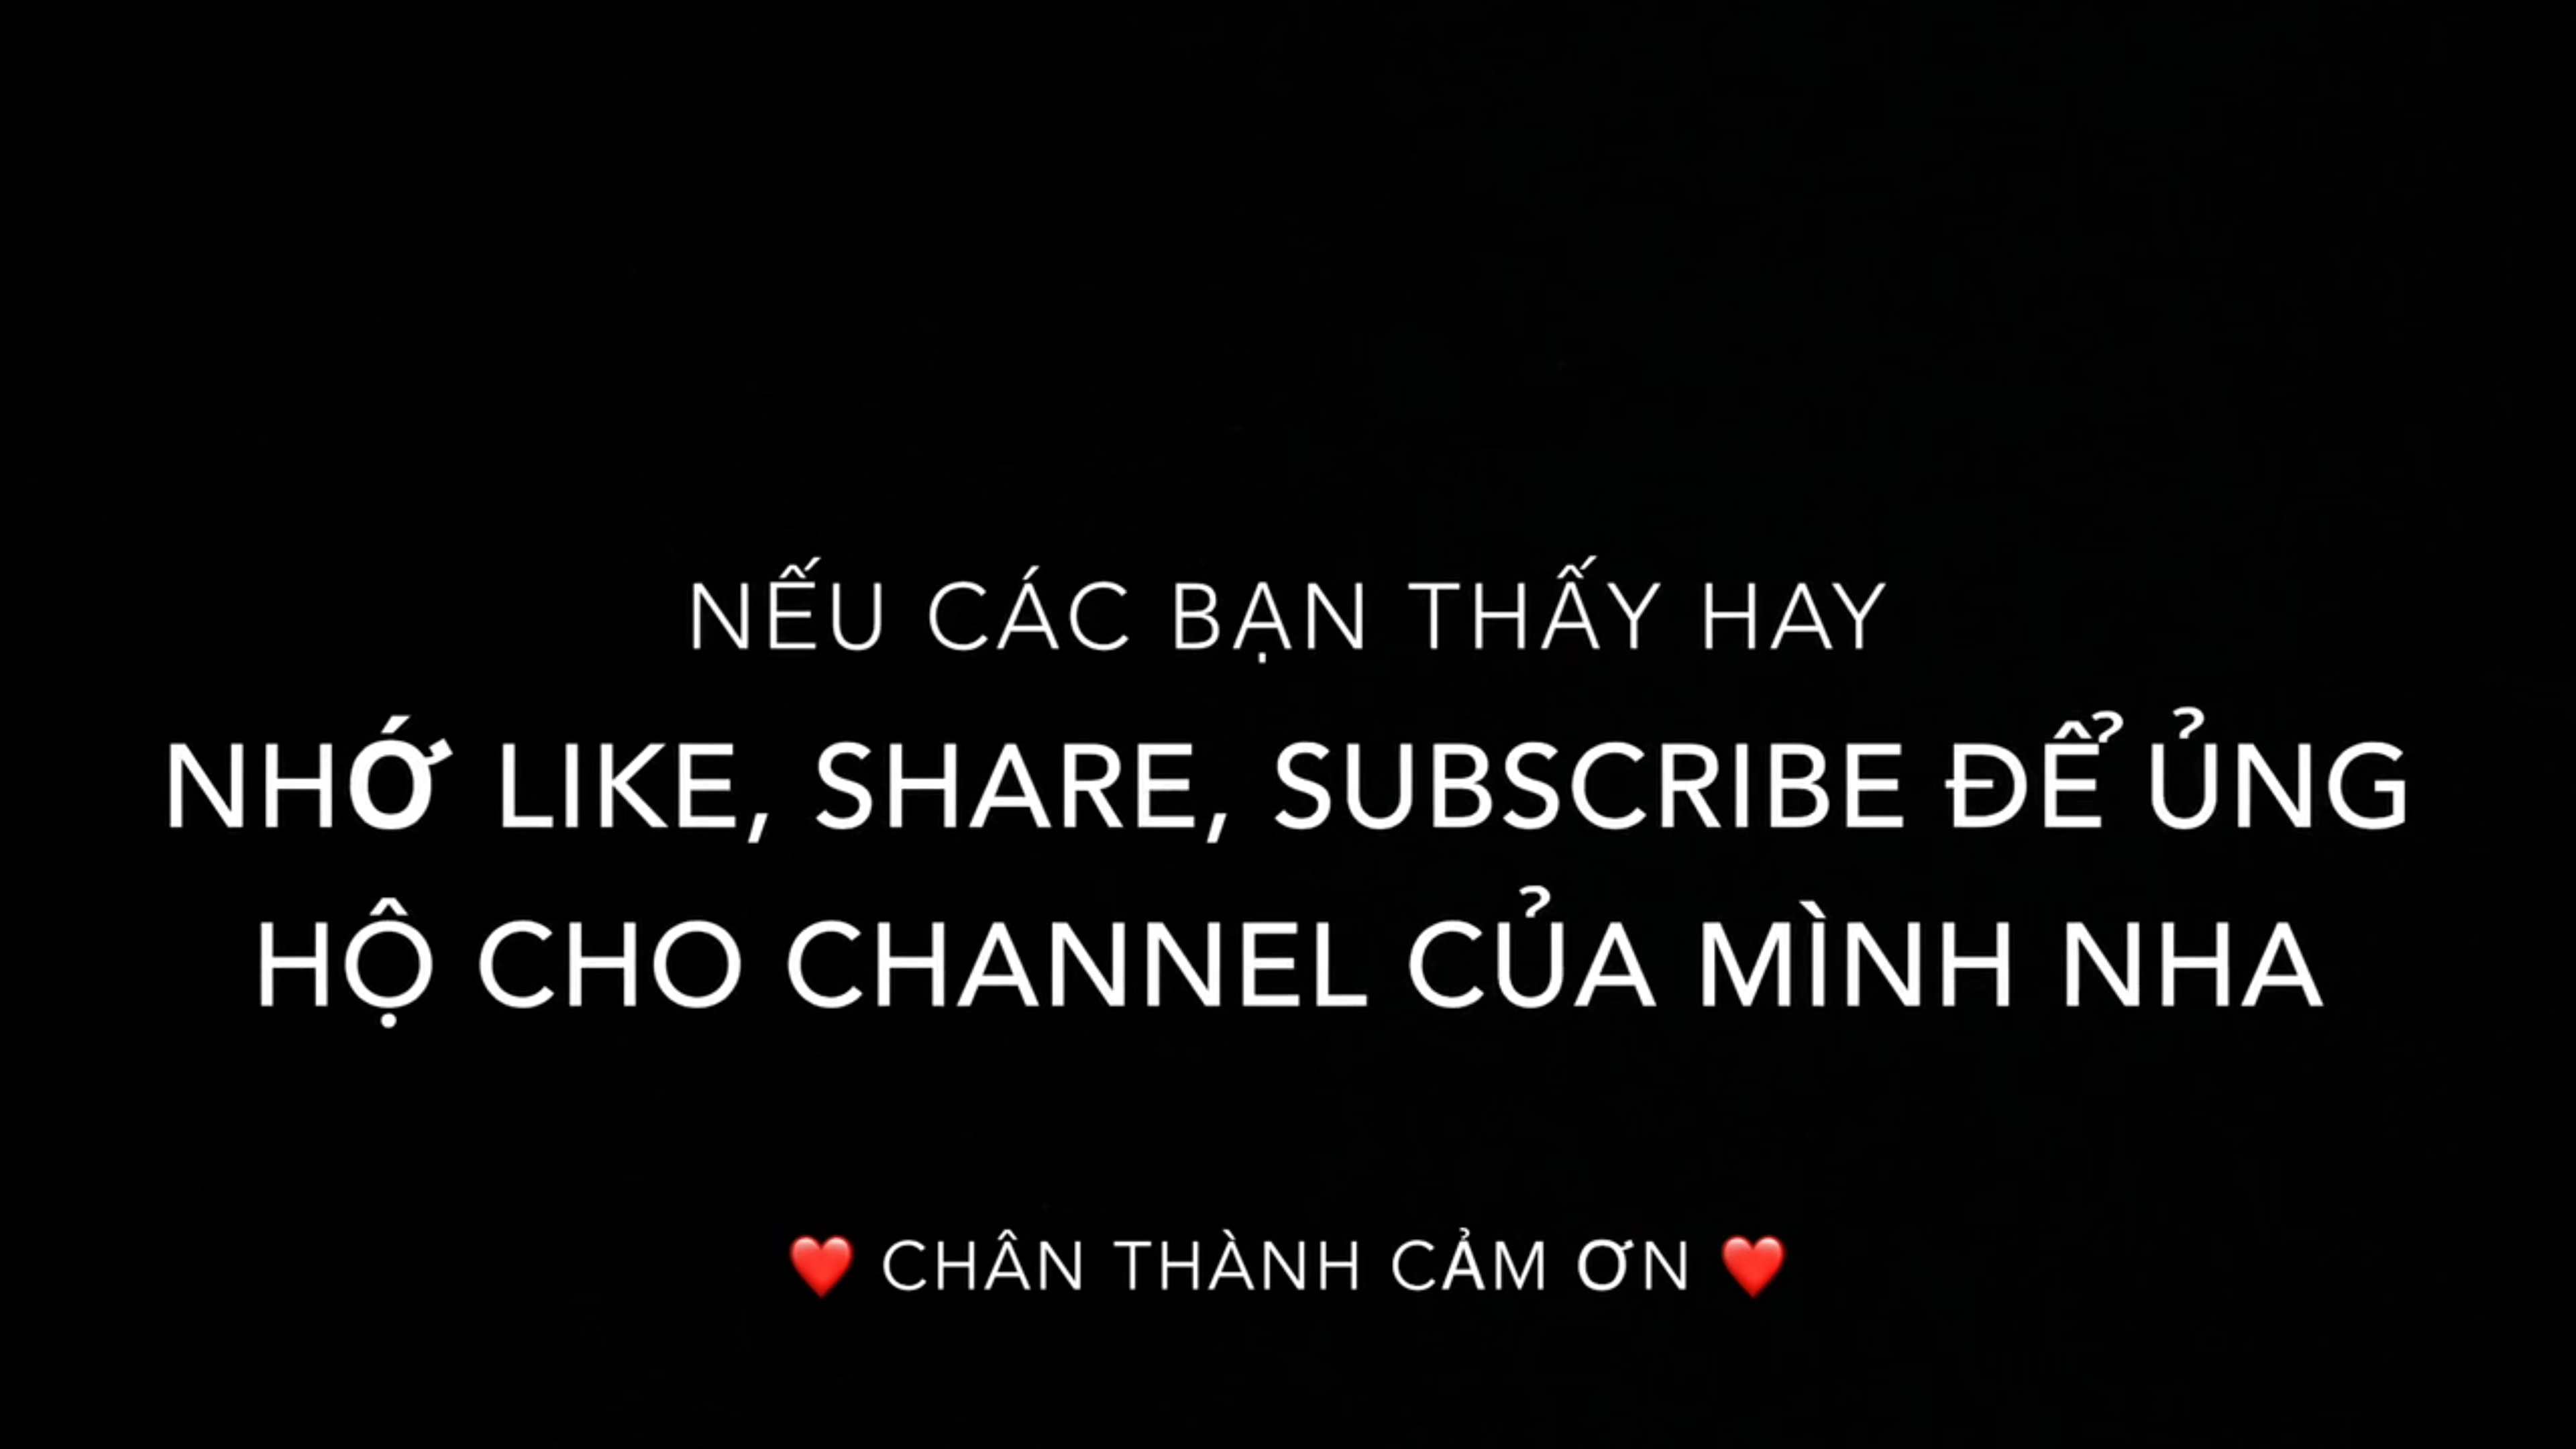 NẾU CÁC BẠN THẤY HAY
NHỚ LIKE, SHARE, SUBSCRIBE ĐỂ ỦNG
HỘ CHO CHANNEL CỦA MÌNH NHA
❤️ CHÂN THÀNH CẢM ƠN ❤️